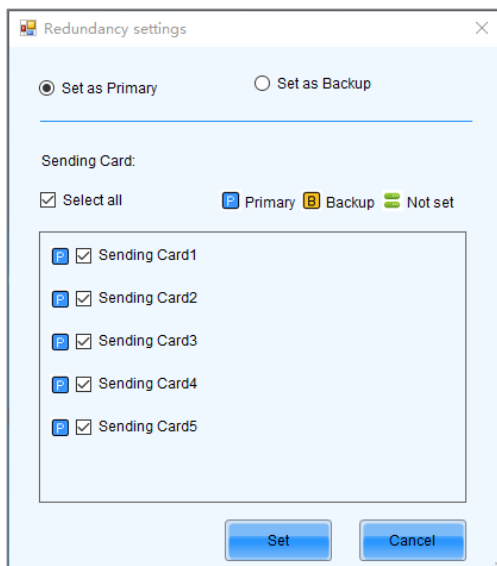 Redundancy settings
Set as Primary
Set as Backup
Sending Card:
Select all
P Primary B Backup Not set
P Sending Card1
P Sending Card2
P Sending Card3
P Sending Card4
P Sending Card5
Set
Cancel